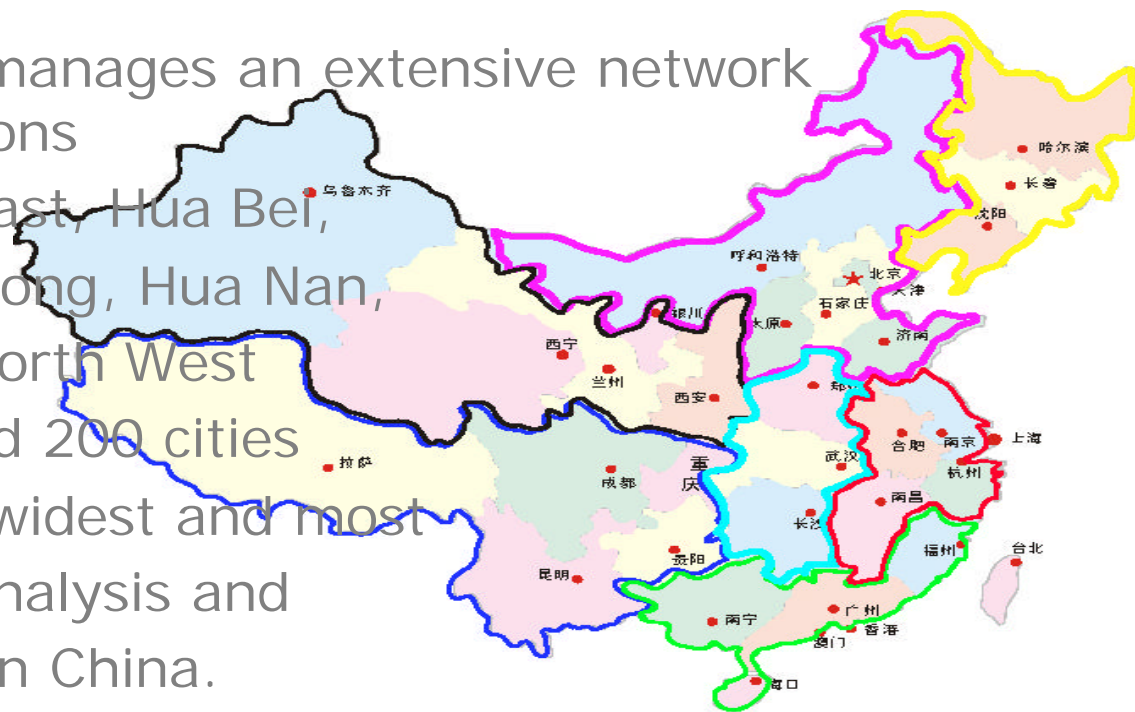 manages an extensive network
ons
ast, Hua Bei,
ong, Hua Nan,
orth West
d 200 cities
widest and most
nalysis and
n China.
哈尔滨
长春
沈阳
乌鲁木齐
呼和浩特
北京
天津
石家庄
银川
太原
济南
西宁
兰州
西安
郑州
合肥
南京
上海
拉萨
成都
重庆
武汉
杭州
南昌
长沙
贵阳
昆明
福州
台北
南宁
广州
香港
澳门
海口